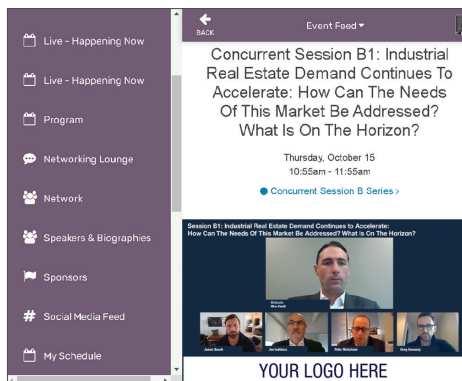 Live - Happening Now
Live - Happening Now
Program
Networking Lounge
Network
Speakers & Biographies
Sponsors
# Social Media Feed
My Schedule
BACK
Event Feed
Concurrent Session B1: Industrial
Real Estate Demand Continues To
Accelerate: How Can The Needs
Of This Market Be Addressed?
What Is On The Horizon?
Thursday, October 15
10:55am - 11:55am
Concurrent Session B Series >
Session B1: Industrial Real Estate Demand Continues to Accelerate:
How Can The Needs Of This Market Be Addressed? What Is On The Horizon?
YOUR LOGO HERE